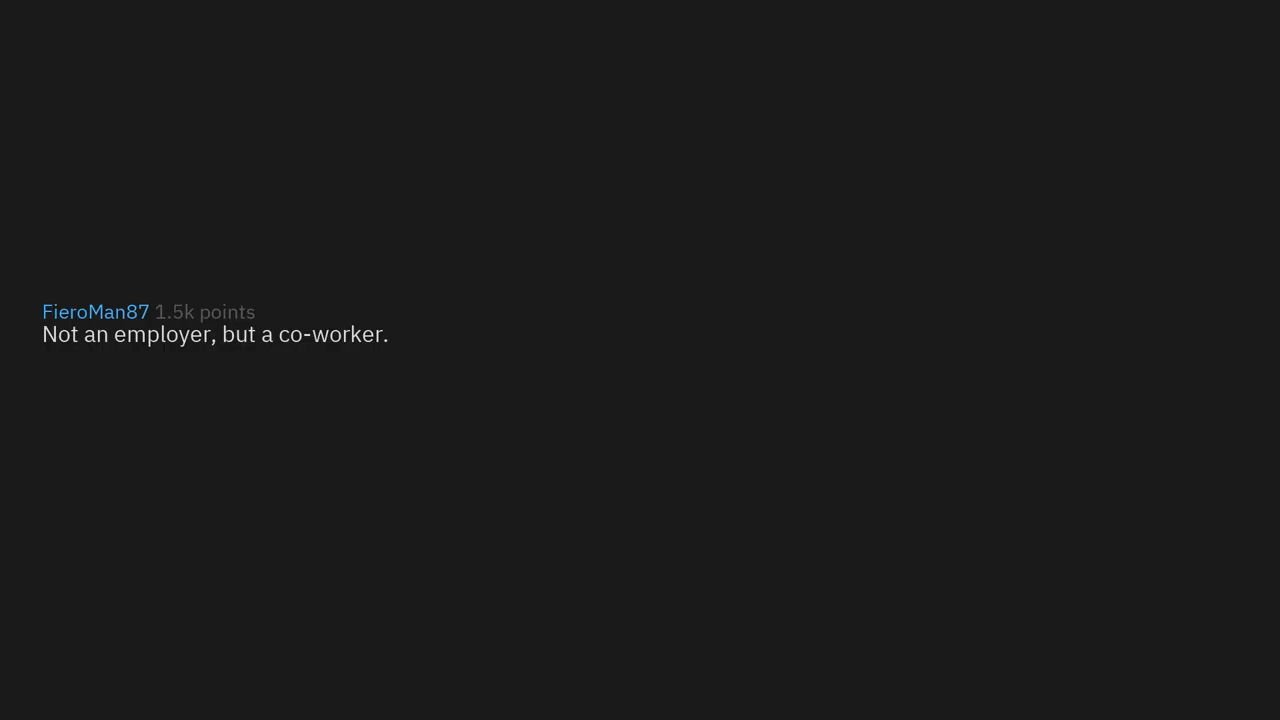 FieroMan87 1.5k points
Not an employer, but a co-worker.